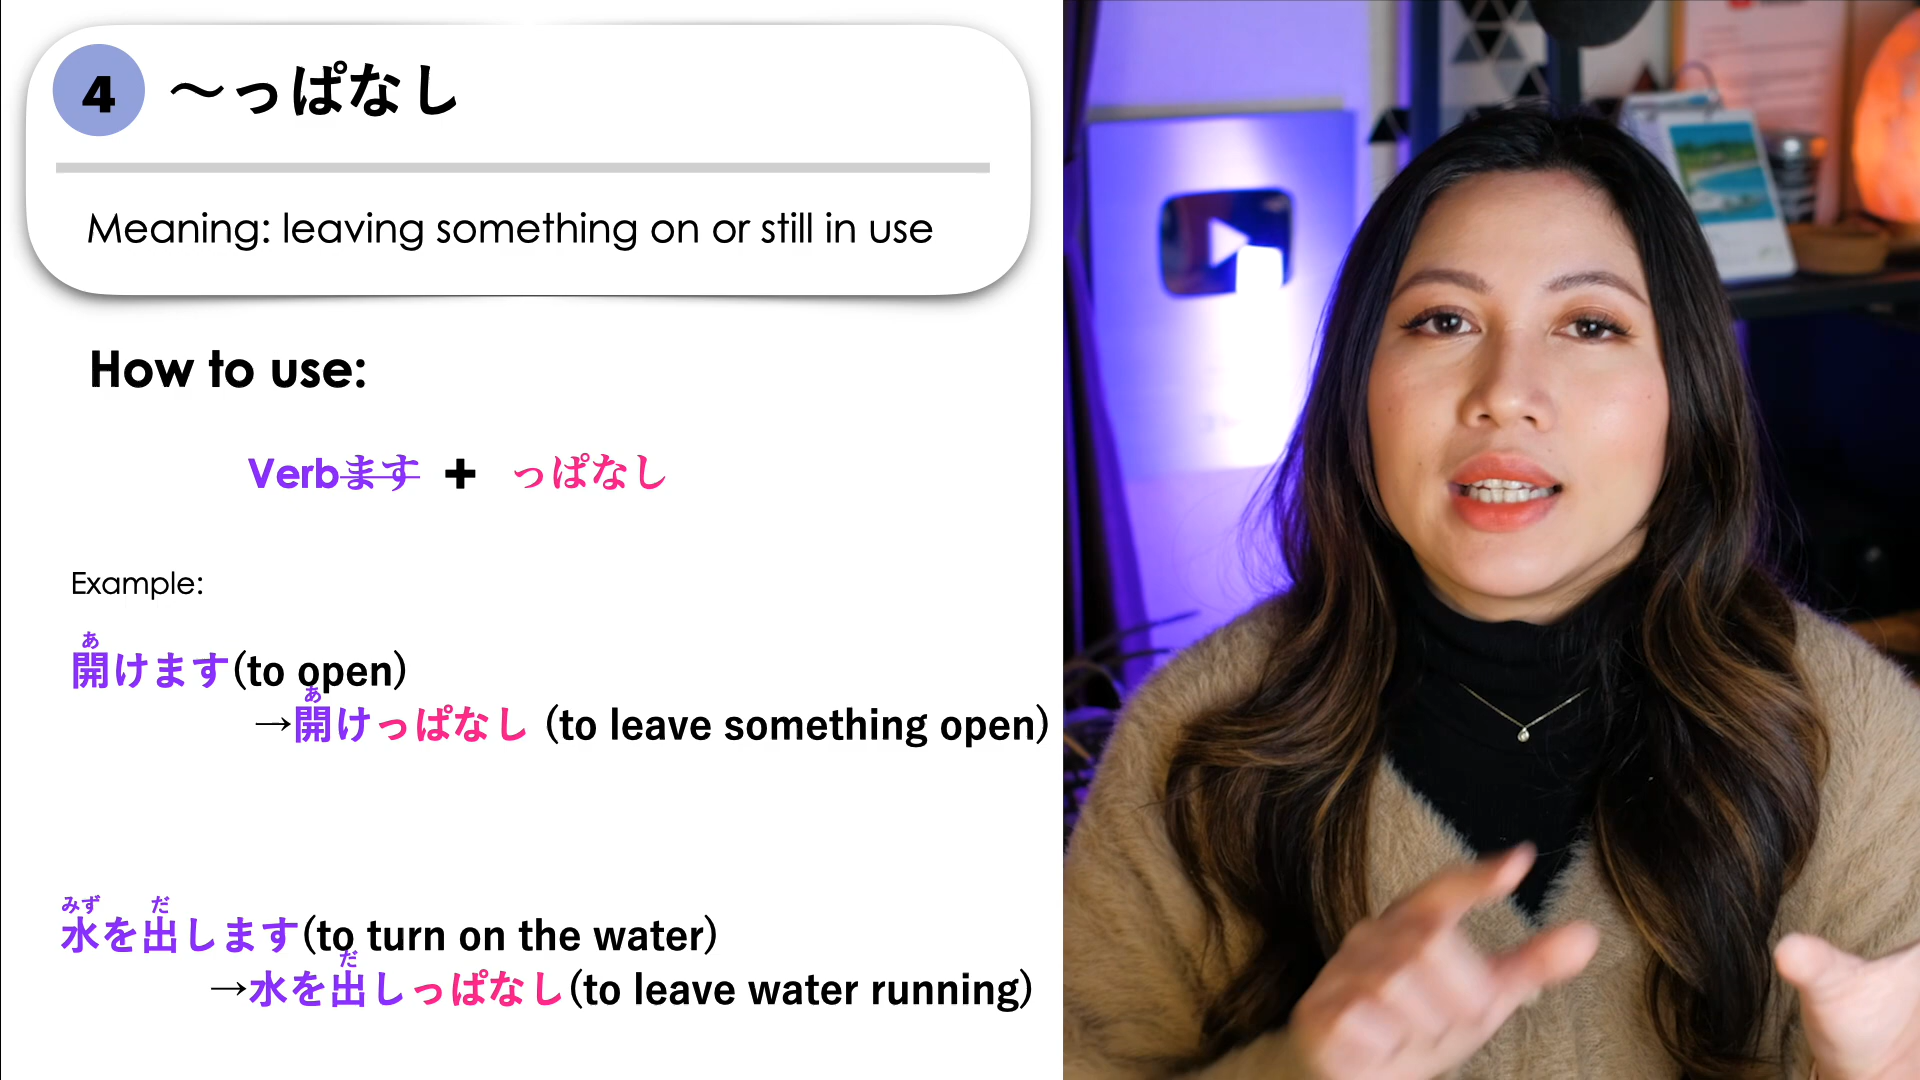 4 〜っぱなし
Meaning: leaving something on or still in use
How to use:
Verbます + っぱなし
Example:
あ
開けます(to open)
あ
→開けっぱなし (to leave something open)
みず だ
水を出します(to turn on the water)
だ
→水を出しっぱなし(to leave water running)